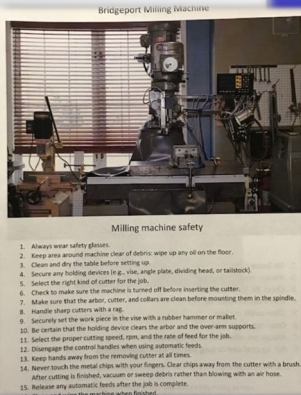 Bridgeport Milling Machine
Milling machine safety
1. Always wear safety glasses.
2. Keep area around machine clear of debris: wipe up any oil on the floor.
3. Clean and dry the table before setting up.
4. Secure any holding devices (e.g., vise, angle plate, dividing head, or tailstock).
5. Select the right kind of cutter for the job.
6. Check to make sure the machine is turned off before inserting the cutter.
7. Make sure that the arbor, cutter, and collars are clean before mounting them in the spindle.
8. Handle sharp cutters with a rag.
9. Securely set the work piece in the vise with a rubber hammer or mallet.
10. Be certain that the holding device clears the arbor and the over-arm supports.
11. Select the proper cutting speed, rpm, and the rate of feed for the job.
12. Disengage the control handles when using automatic feeds.
13. Keep hands away from the removing cutter at all times.
14. Never touch the metal chips with your fingers. Clear chips away from the cutter with a brush.
After cutting is finished, vacuum or sweep debris rather than blowing with an air hose.
15. Release any automatic feeds after the job is complete.
the machine when finished